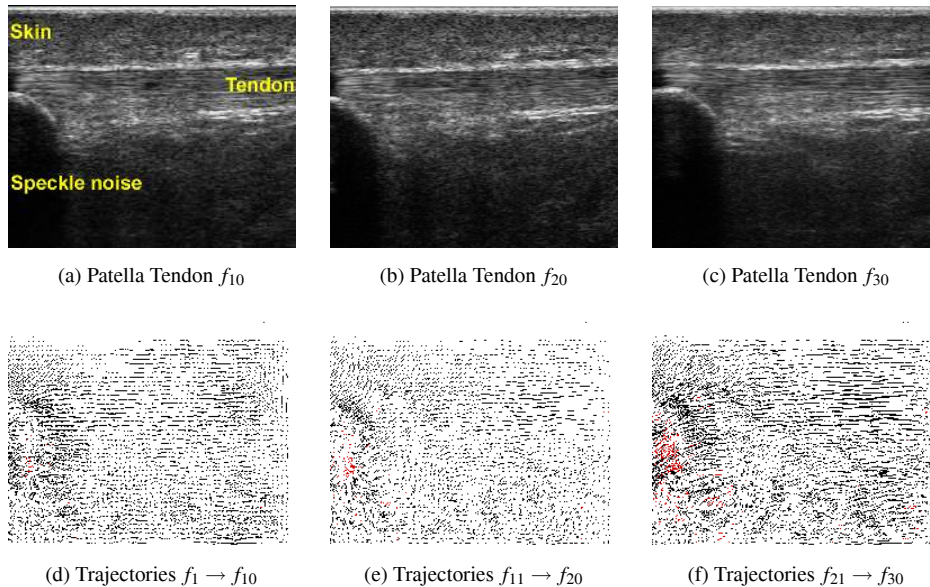 Skin
Tendon
Speckle noise
(a) Patella Tendon f10
(b) Patella Tendon f20
(c) Patella Tendon f30
(d) Trajectories f1 → f10
(e) Trajectories f11 → f20
(f) Trajectories f21 → f30